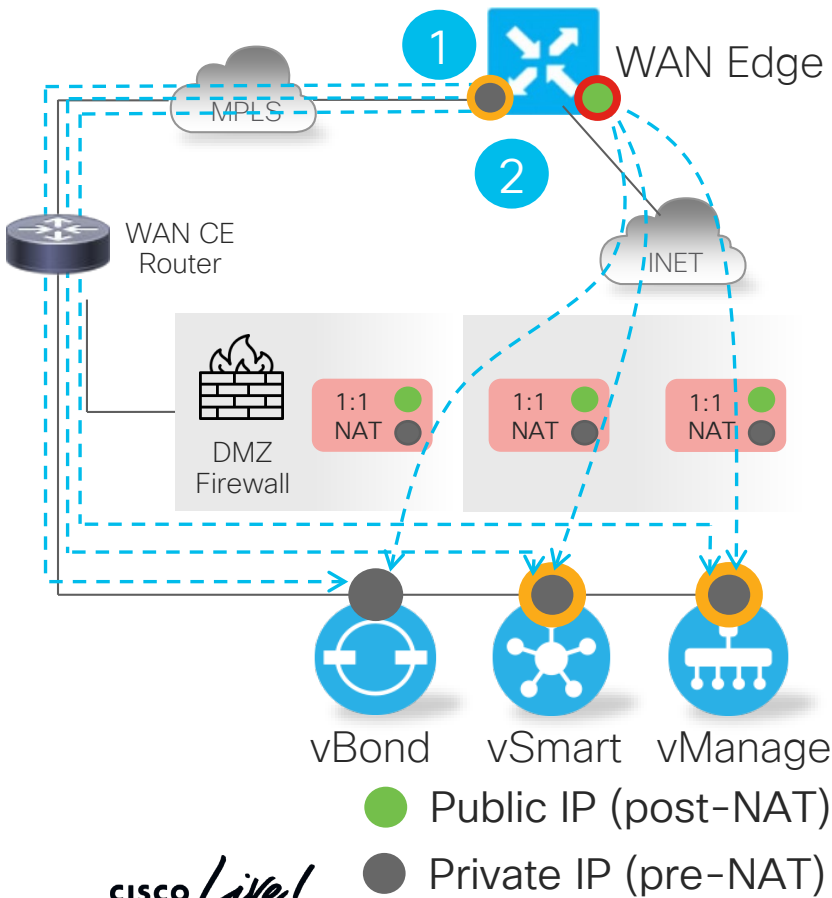 1
WAN Edge
MPLS
2
WAN CE
Router
INET
DMZ
Firewall
1:1
NAT
1:1
NAT
1:1
NAT
vBond
vSmart
vManage
Public IP (post-NAT)
Private IP (pre-NAT)
cisco Live!